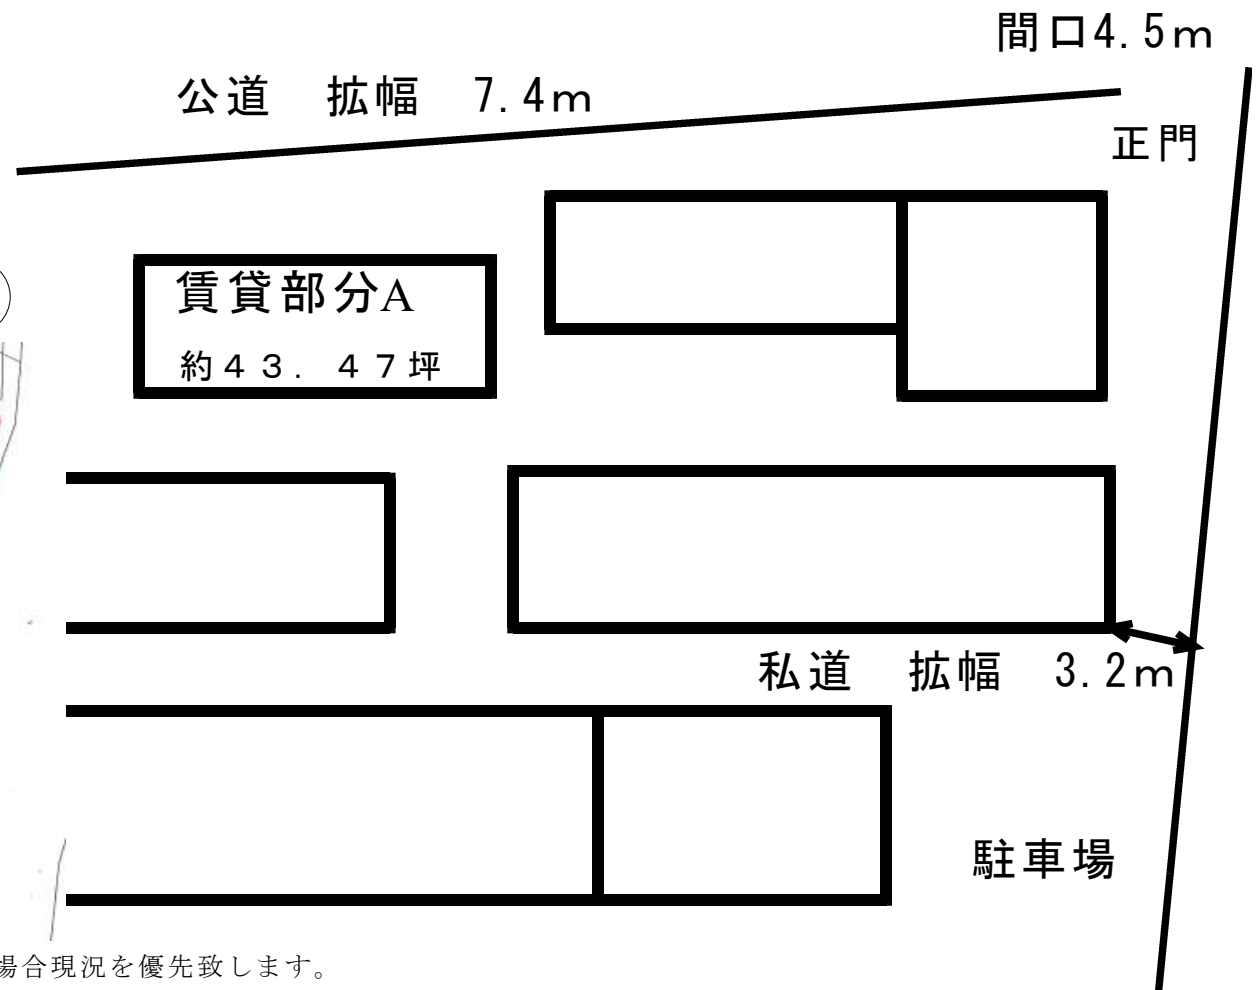 間口4.5m
公道　拡幅　7.4m
正門
賃貸部分A
約４３．４７坪
私道　拡幅　3.2m
駐車場
場合現況を優先致します。